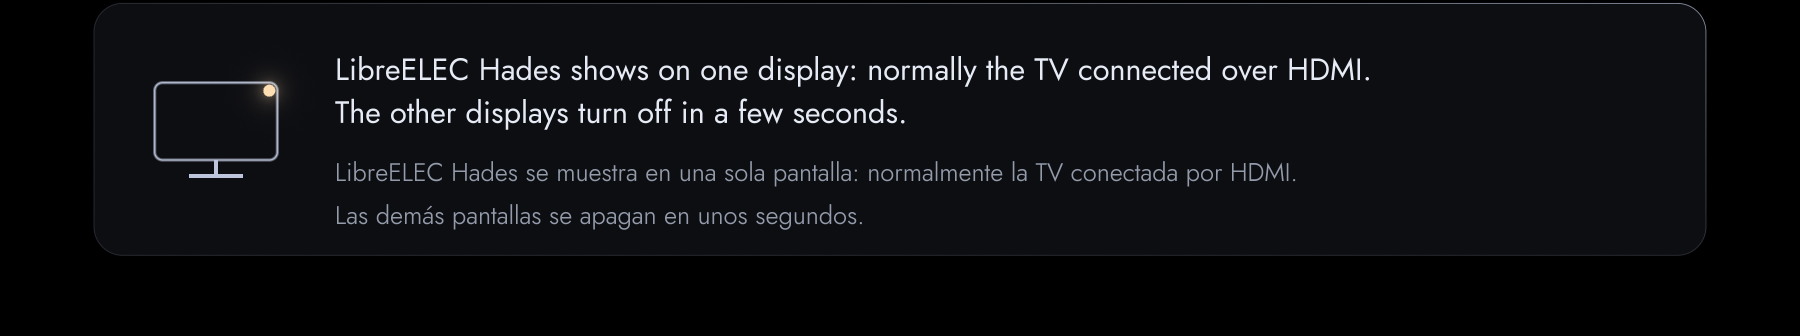 LibreELEC Hades shows on one display: normally the TV connected over HDMI.
The other displays turn off in a few seconds.
LibreELEC Hades se muestra en una sola pantalla: normalmente la TV conectada por HDMI.
Las demás pantallas se apagan en unos segundos.